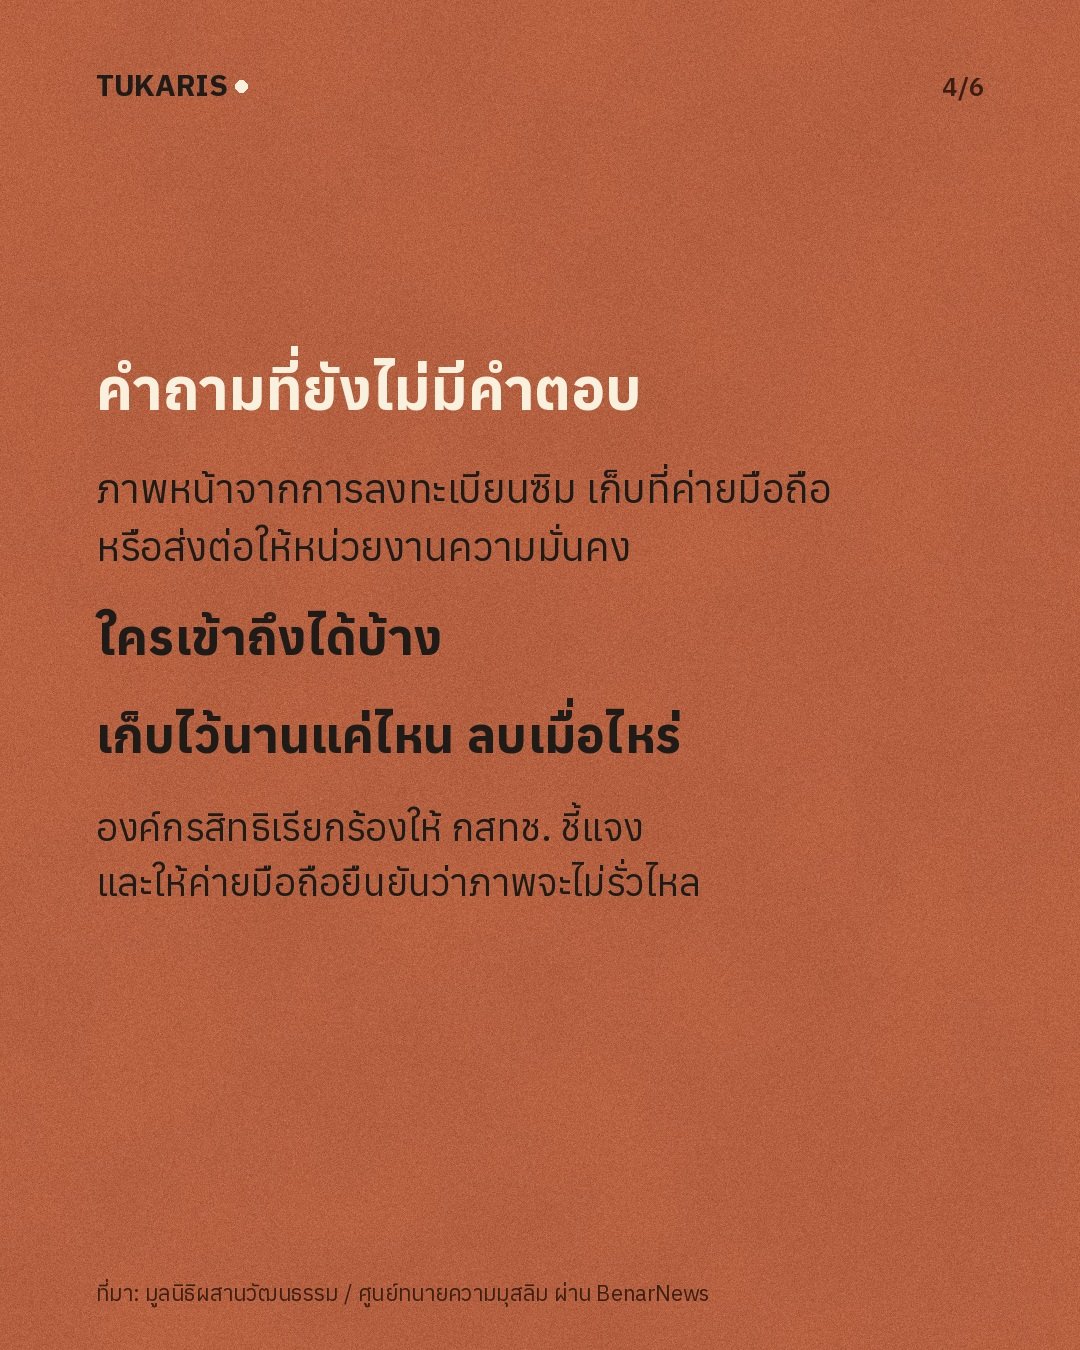 TUKARIS
4/6
คำถามที่ยังไม่มีคำตอบ
ภาพหน้าจากการลงทะเบียนซิม เก็บที่ค่ายมือถือ
หรือส่งต่อให้หน่วยงานความมั่นคง
ใครเข้าถึงได้บ้าง
เก็บไว้นานแค่ไหน ลบเมื่อไหร่
องค์กรสิทธิเรียกร้องให้ กสทช. ชี้แจง
และให้ค่ายมือถือยืนยันว่าภาพจะไม่รั่วไหล
ที่มา: มูลนิธิผสานวัฒนธรรม / ศูนย์ทนายความมุสลิม ผ่าน BenarNews